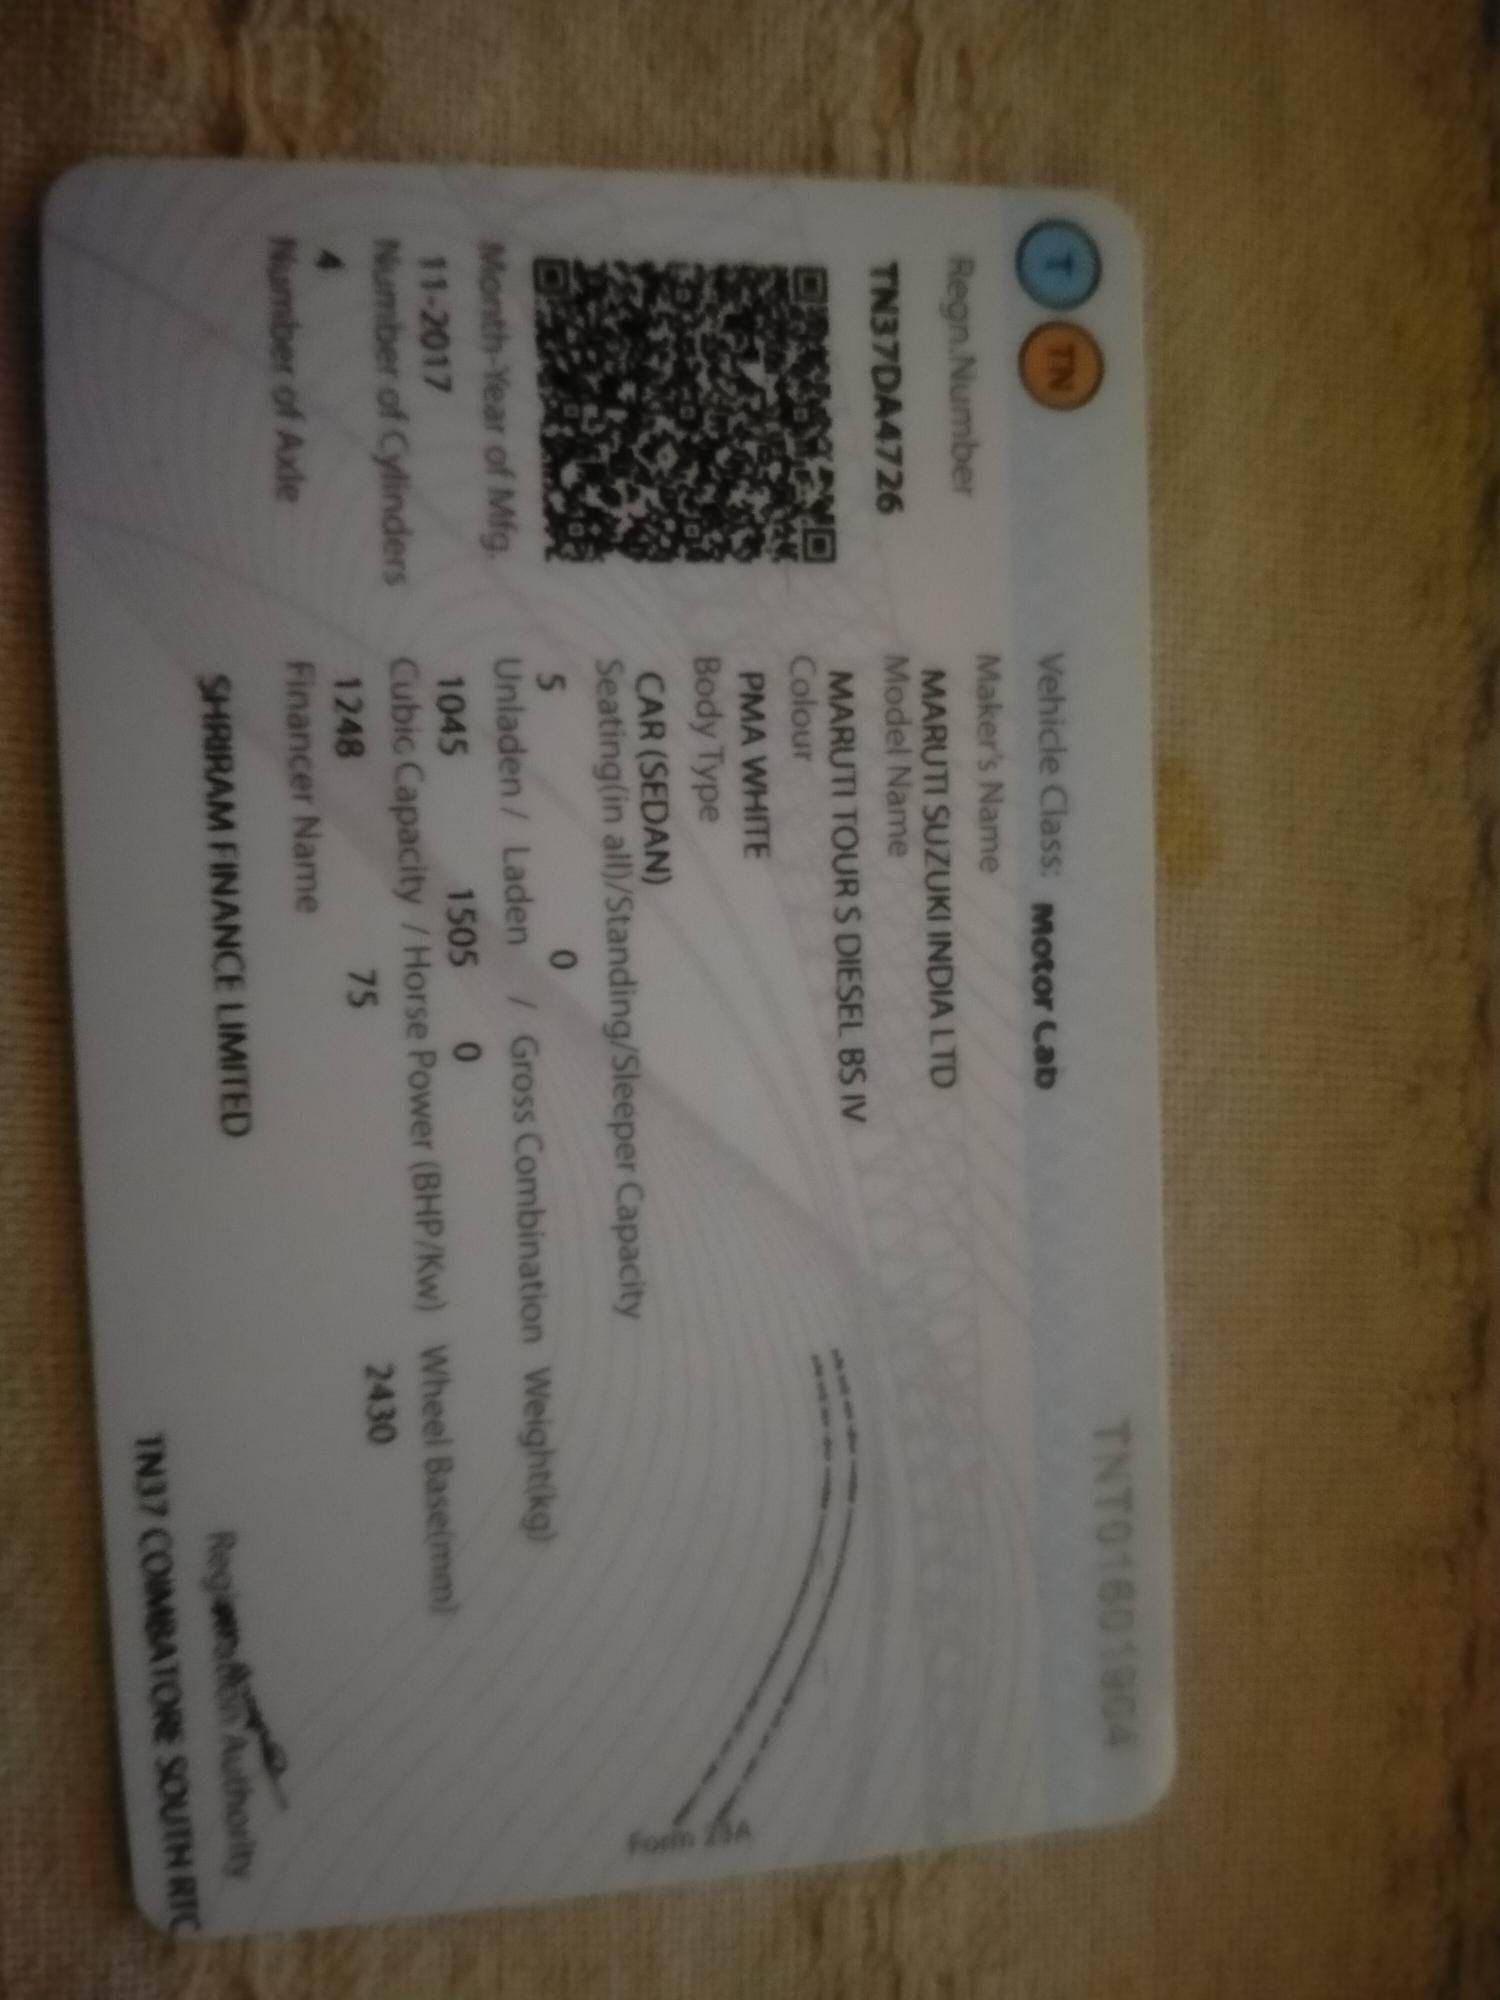 T TN
Vehicle Class: Motor Cab
TNT01601904
Regn.Number
TN37DA4726
Maker's Name
MARUTI SUZUKI INDIA LTD
Model Name
MARUTI TOUR S DIESEL BS IV
Colour
PMA WHITE
Body Type
CAR (SEDAN)
Seating(in all)/Standing/Sleeper Capacity
5 0
Month-Year of Mfg.
11-2017
Unladen / Laden / Gross Combination Weight(kg)
1045 1505 0
Number of Cylinders
4
Cubic Capacity / Horse Power (BHP/Kw) Wheel Base(mm)
1248 75 2430
Number of Axle
Financer Name
SHRIRAM FINANCE LIMITED
Form 23A
Registration Authority
TN37 COIMBATORE SOUTH RTO